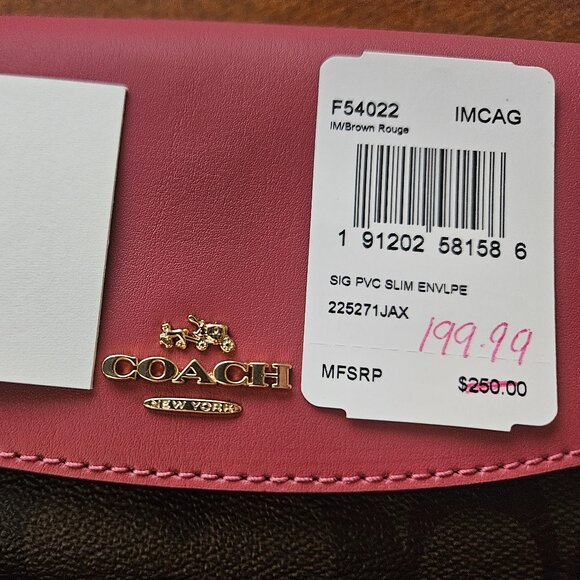 F54022 IMCAG
IM/Brown Rouge
1 91202 58158 6
SIG PVC SLIM ENVLPE
225271JAX
199.99
MFSRP $250.00
COACH
NEW YORK